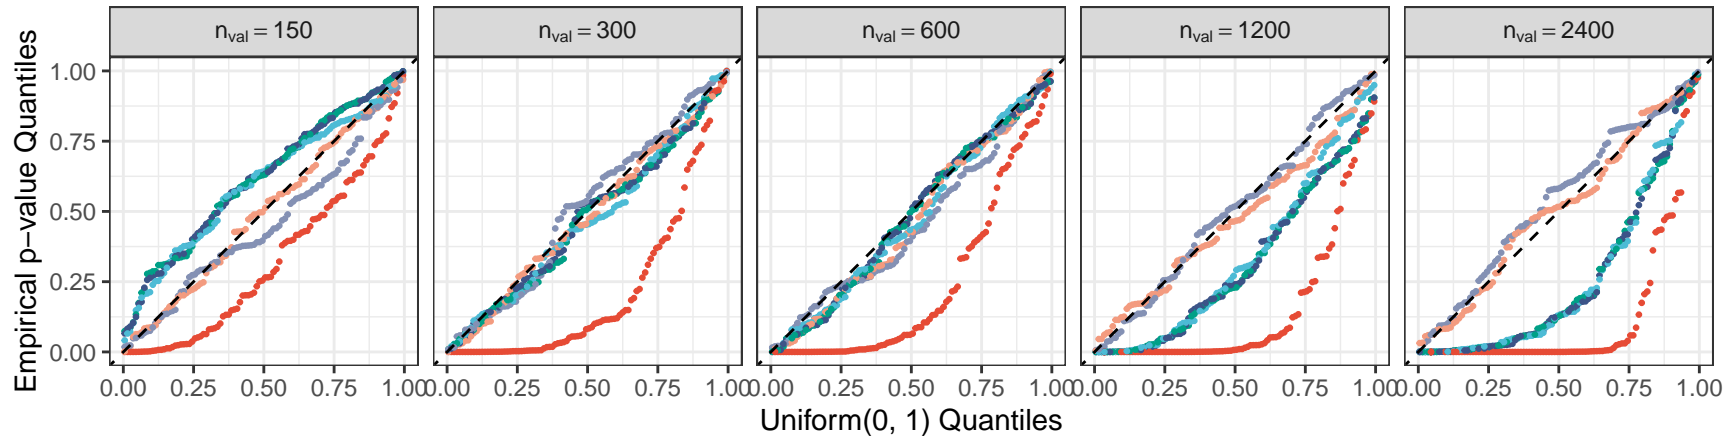 n_val = 150
n_val = 300
n_val = 600
n_val = 1200
n_val = 2400
Empirical p−value Quantiles
1.00
0.75
0.50
0.25
0.00
0.00 0.25 0.50 0.75 1.00
0.00 0.25 0.50 0.75 1.00
0.00 0.25 0.50 0.75 1.00
0.00 0.25 0.50 0.75 1.00
0.00 0.25 0.50 0.75 1.00
Uniform(0, 1) Quantiles